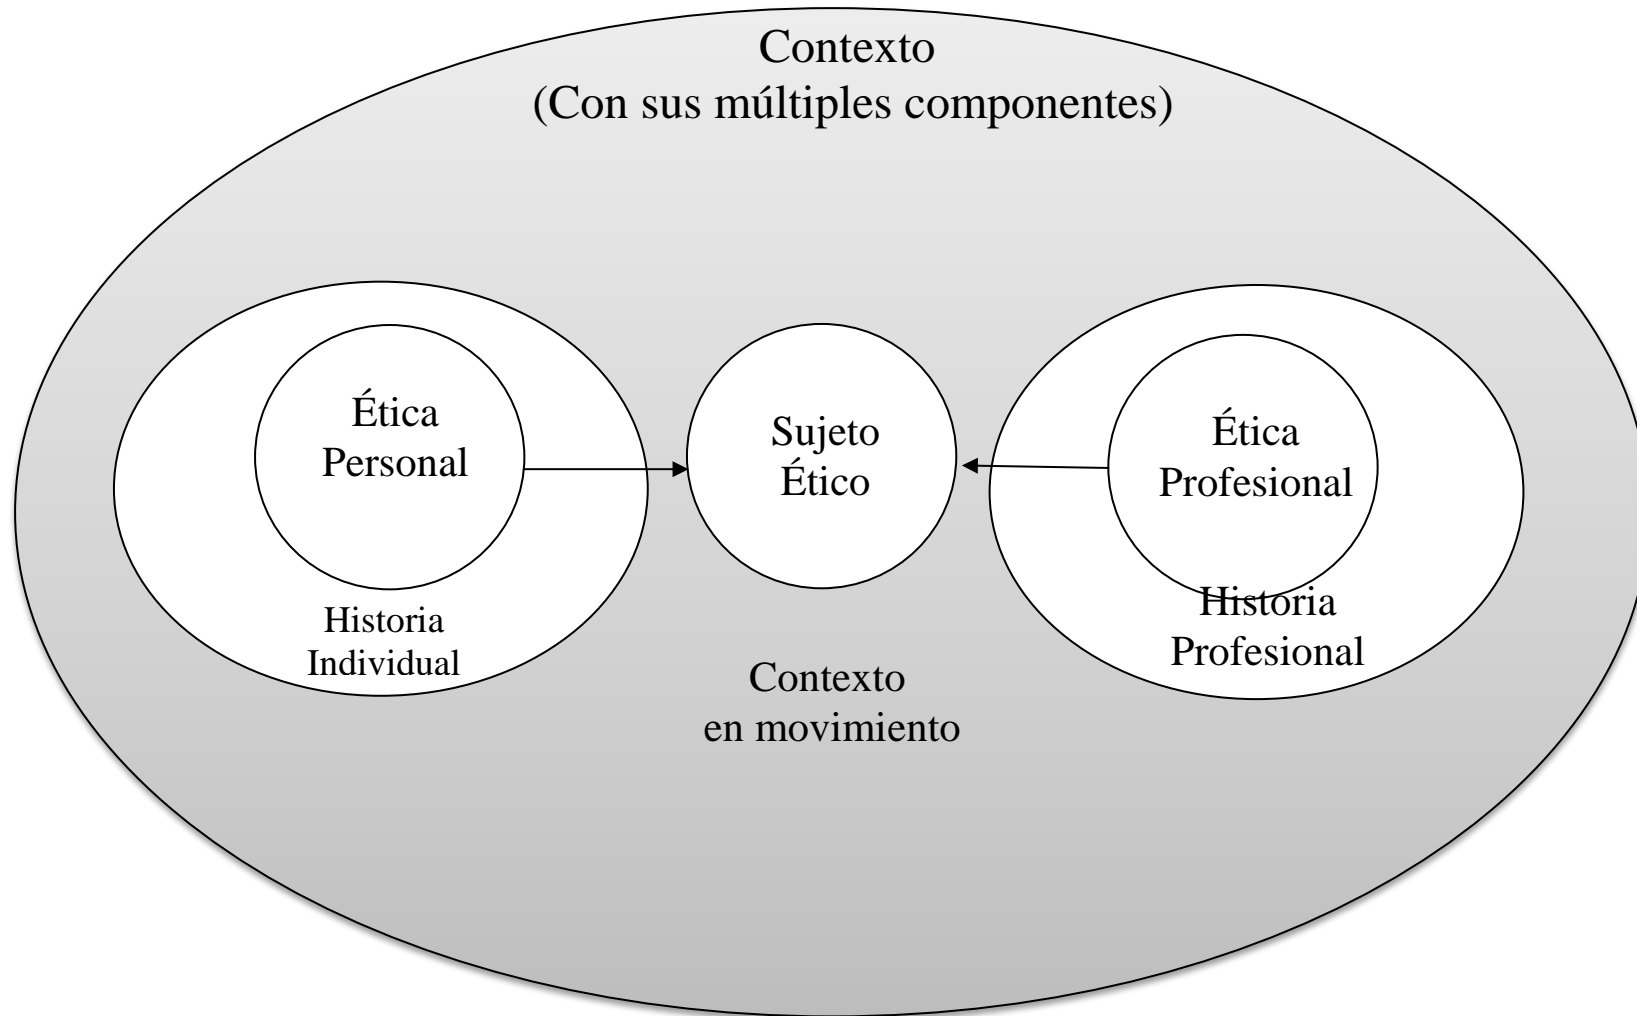 Contexto
(Con sus múltiples componentes)
Ética
Personal
Historia
Individual
Sujeto
Ético
Contexto
en movimiento
Ética
Profesional
Historia
Profesional